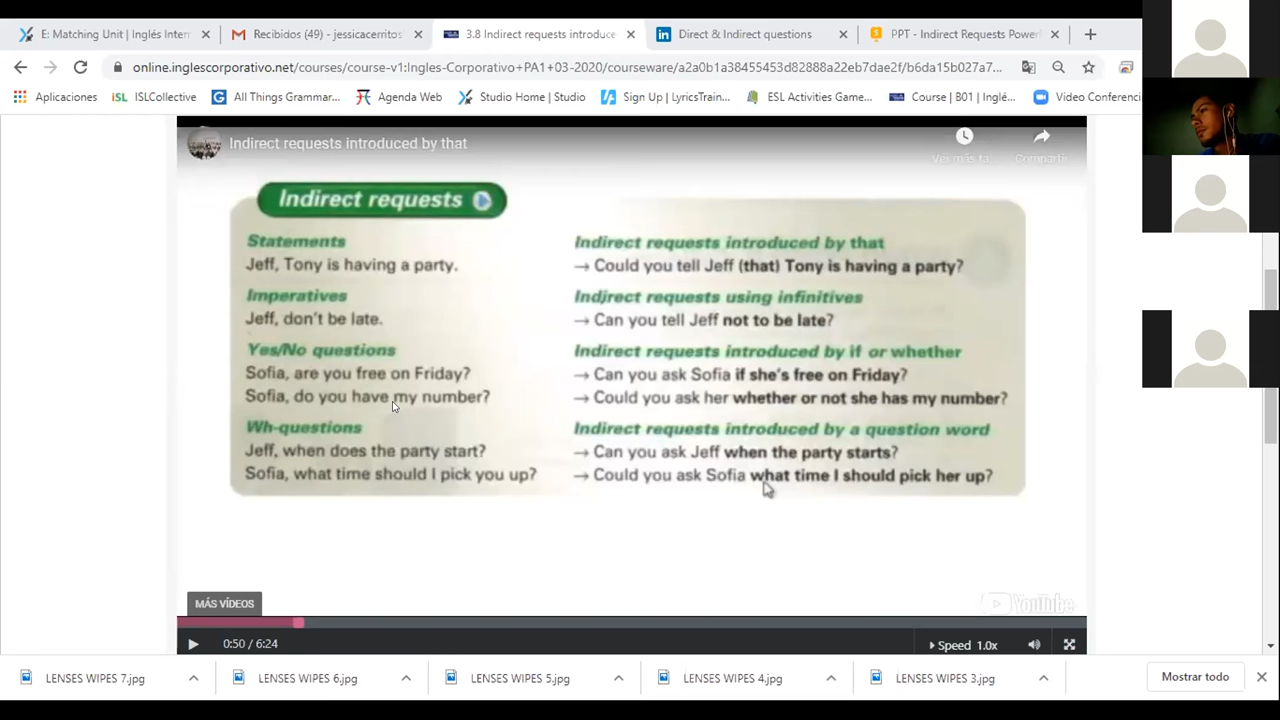 E: Matching Unit | Inglés Inter
Recibidos (49) - jessicacerritos
3.8 Indirect requests introduce
Direct & Indirect questions
PPT - Indirect Requests Power
online.inglescorporativo.net/courses/course-v1:Ingles-Corporativo+PA1+03-2020/courseware/a2a0b1a38455453d82888a22eb7dae2f/b6da15b027a7...
Aplicaciones
ISLCollective
All Things Grammar...
Agenda Web
Studio Home | Studio
Sign Up | LyricsTrain...
ESL Activities Game...
Course | B01 | Inglé...
Video Conferenci
Indirect requests introduced by that
Ver más ta...
Compartir
Indirect requests
Statements
Jeff, Tony is having a party.
Indirect requests introduced by that
→ Could you tell Jeff (that) Tony is having a party?
Imperatives
Jeff, don't be late.
Indirect requests using infinitives
→ Can you tell Jeff not to be late?
Yes/No questions
Sofia, are you free on Friday?
Sofia, do you have my number?
Indirect requests introduced by if or whether
→ Can you ask Sofia if she's free on Friday?
→ Could you ask her whether or not she has my number?
Wh-questions
Jeff, when does the party start?
Sofia, what time should I pick you up?
Indirect requests introduced by a question word
→ Can you ask Jeff when the party starts?
→ Could you ask Sofia what time I should pick her up?
MÁS VÍDEOS
YouTube
0:50 / 6:24
Speed 1.0x
LENSES WIPES 7.jpg
LENSES WIPES 6.jpg
LENSES WIPES 5.jpg
LENSES WIPES 4.jpg
LENSES WIPES 3.jpg
Mostrar todo